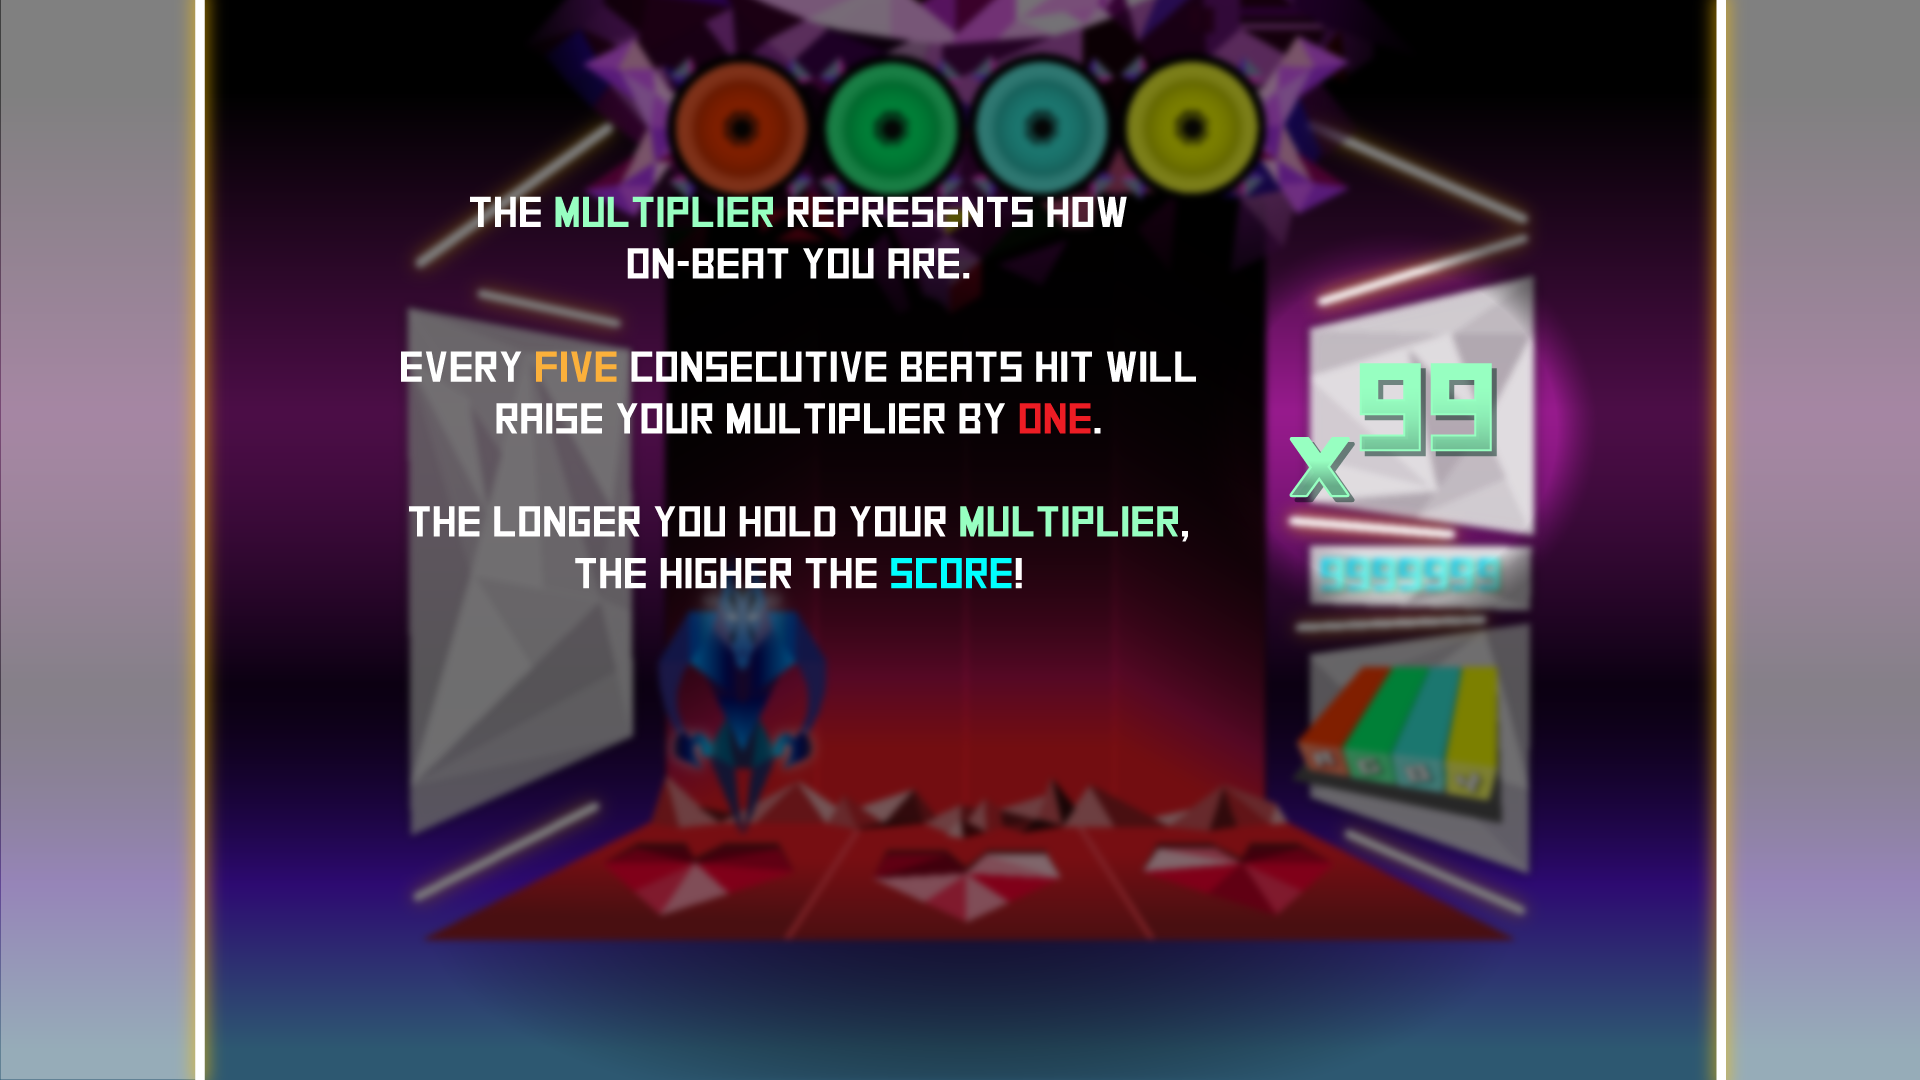 THE MULTIPLIER REPRESENTS HOW
ON-BEAT YOU ARE.
EVERY FIVE CONSECUTIVE BEATS HIT WILL
RAISE YOUR MULTIPLIER BY ONE.
THE LONGER YOU HOLD YOUR MULTIPLIER,
THE HIGHER THE SCORE!
x99